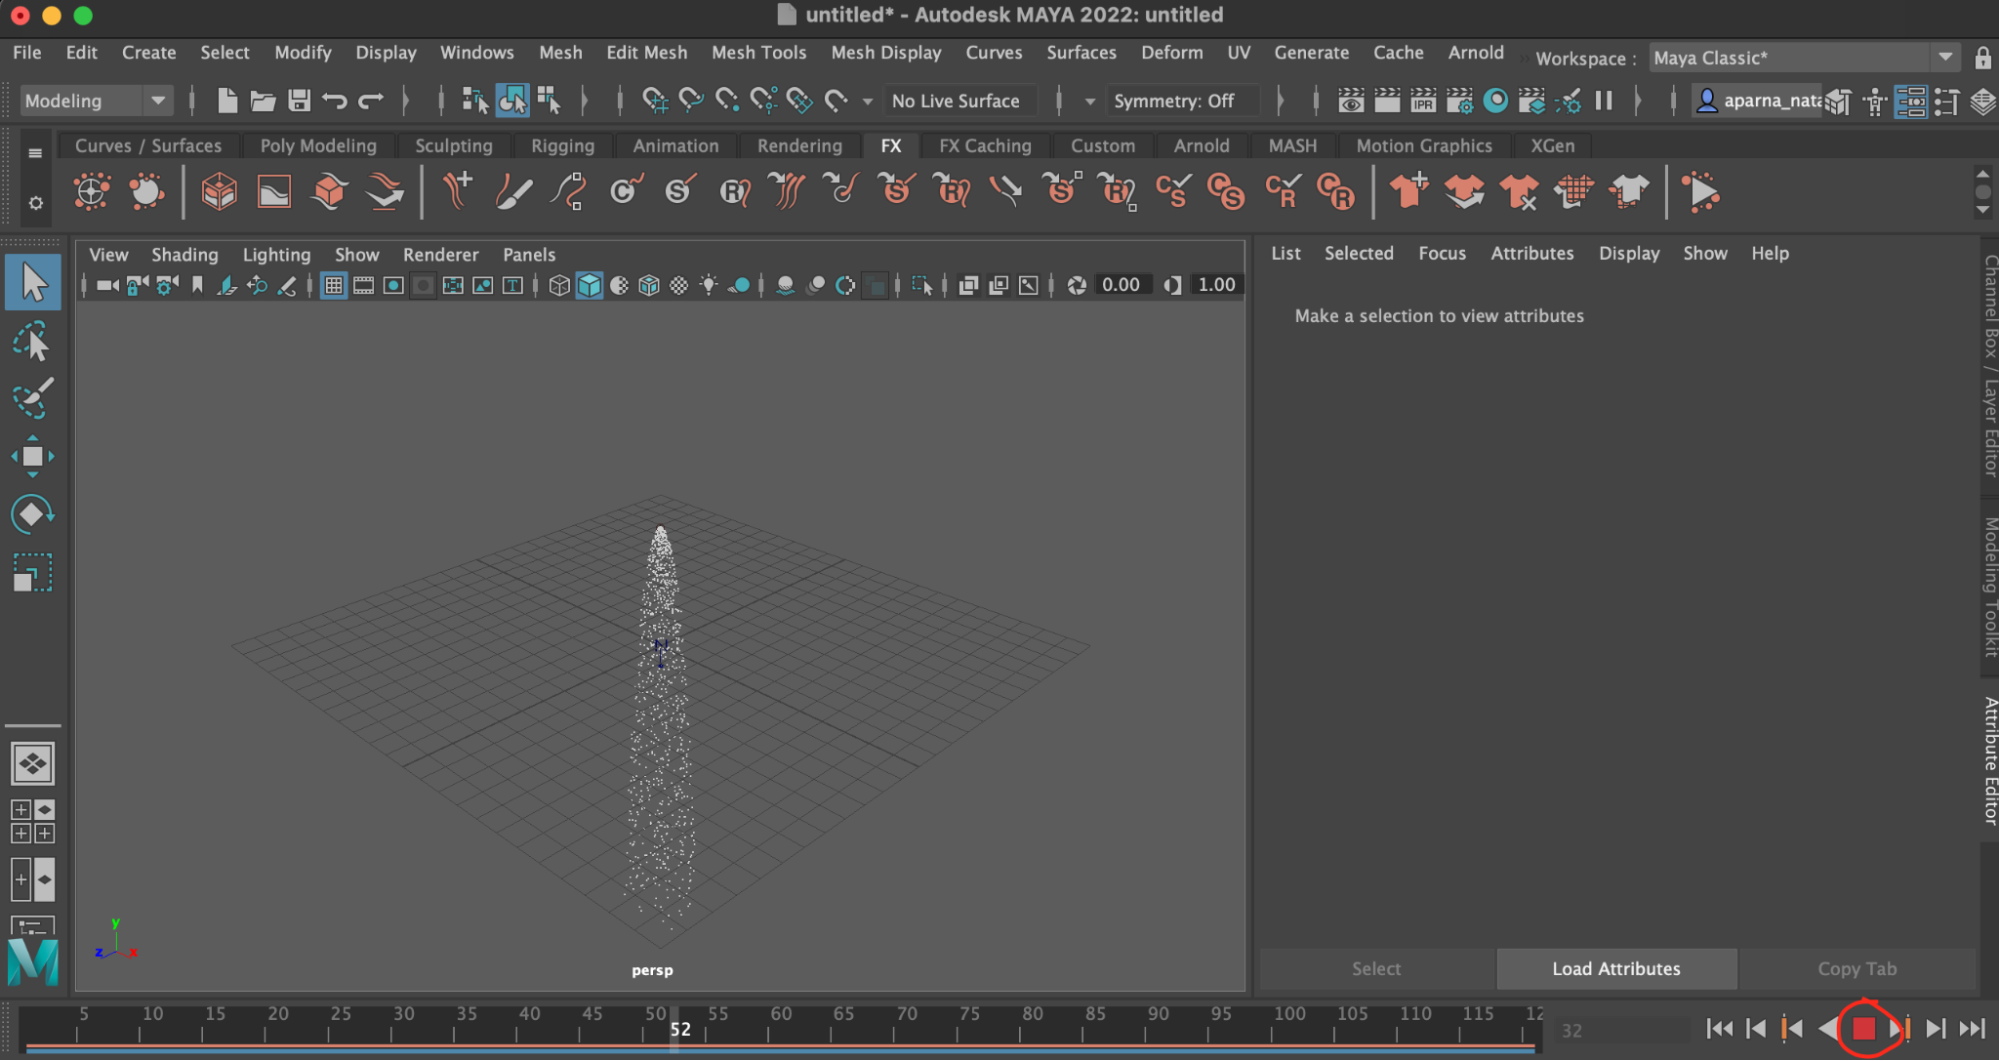 untitled* - Autodesk MAYA 2022: untitled
File Edit Create Select Modify Display Windows Mesh Edit Mesh Mesh Tools Mesh Display Curves Surfaces Deform UV Generate Cache Arnold Workspace : Maya Classic*
Modeling No Live Surface Symmetry: Off IPR aparna_nata
Curves / Surfaces Poly Modeling Sculpting Rigging Animation Rendering FX FX Caching Custom Arnold MASH Motion Graphics XGen
View Shading Lighting Show Renderer Panels
0.00 1.00
List Selected Focus Attributes Display Show Help
Make a selection to view attributes
Channel Box / Layer Editor
Modeling Toolkit
Attribute Editor
y
z x
persp
Select Load Attributes Copy Tab
5 10 15 20 25 30 35 40 45 50 55 60 65 70 75 80 85 90 95 100 105 110 115 12
52
32